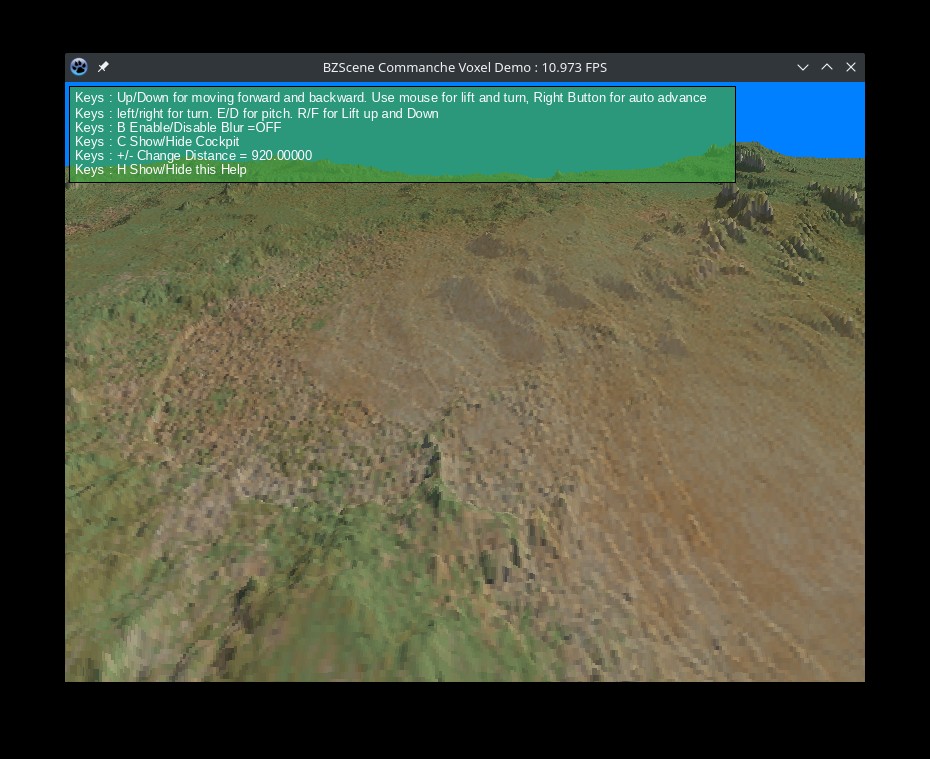 BZScene Commanche Voxel Demo : 10.973 FPS
Keys : Up/Down for moving forward and backward. Use mouse for lift and turn, Right Button for auto advance
Keys : left/right for turn. E/D for pitch. R/F for Lift up and Down
Keys : B Enable/Disable Blur =OFF
Keys : C Show/Hide Cockpit
Keys : +/- Change Distance = 920.00000
Keys : H Show/Hide this Help